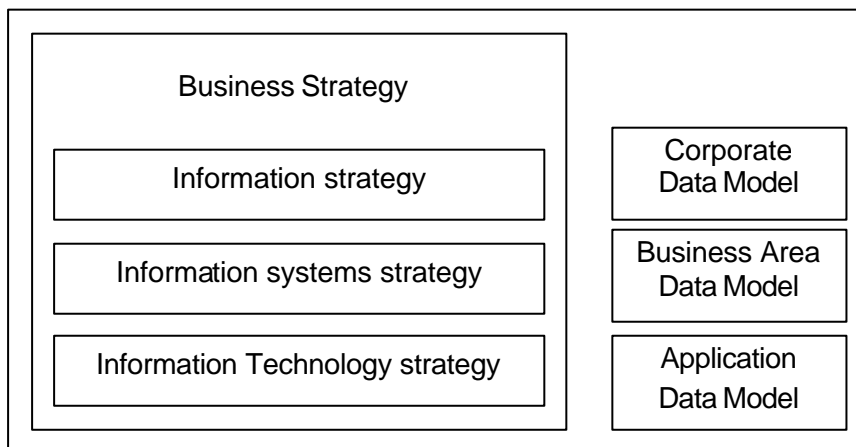 Business Strategy
Information strategy
Information systems strategy
Information Technology strategy
Corporate
Data Model
Business Area
Data Model
Application
Data Model